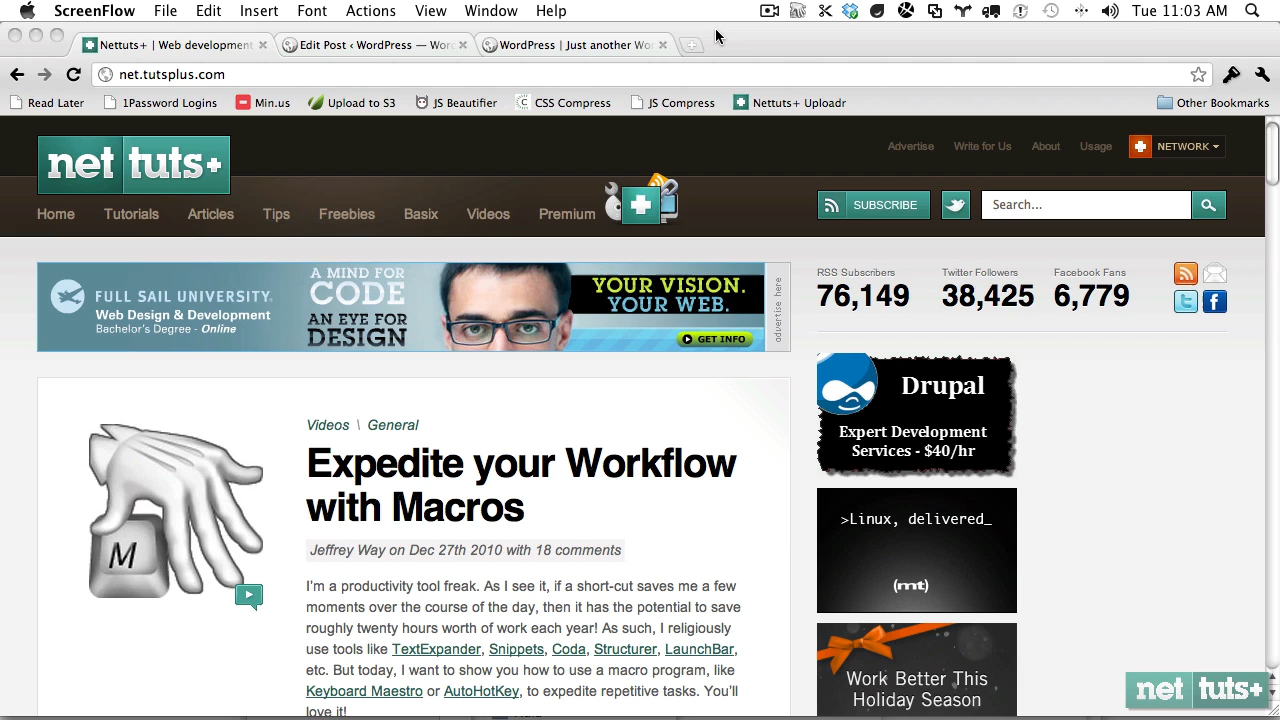 ScreenFlow File Edit Insert Font Actions View Window Help Tue 11:03 AM
Nettuts+ | Web development Edit Post ‹ WordPress — Wor WordPress | Just another Wo
net.tutsplus.com
Read Later 1Password Logins Min.us Upload to S3 JS Beautifier CSS Compress JS Compress Nettuts+ Uploadr Other Bookmarks
net tuts+
Advertise Write for Us About Usage NETWORK
Home Tutorials Articles Tips Freebies Basix Videos Premium
SUBSCRIBE Search...
FULL SAIL UNIVERSITY.
Web Design & Development
Bachelor's Degree - Online
A MIND FOR
CODE
AN EYE FOR
DESIGN
YOUR VISION.
YOUR WEB.
GET INFO
advertise here
RSS Subscribers Twitter Followers Facebook Fans
76,149 38,425 6,779
Drupal
Expert Development
Services - $40/hr
>Linux, delivered_
(mt)
Work Better This
Holiday Season
Videos \ General
Expedite your Workflow
with Macros
Jeffrey Way on Dec 27th 2010 with 18 comments
I'm a productivity tool freak. As I see it, if a short-cut saves me a few
moments over the course of the day, then it has the potential to save
roughly twenty hours worth of work each year! As such, I religiously
use tools like TextExpander, Snippets, Coda, Structurer, LaunchBar,
etc. But today, I want to show you how to use a macro program, like
Keyboard Maestro or AutoHotKey, to expedite repetitive tasks. You'll
love it!
M
net tuts+